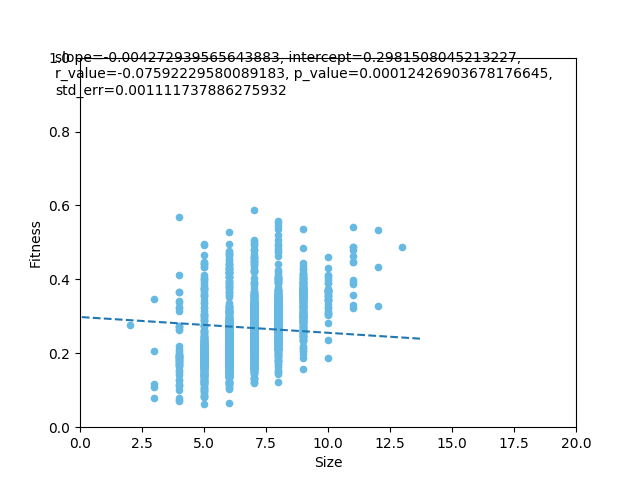 slope=-0.004272939565643883, intercept=0.2981508045213227,
r_value=-0.07592229580089183, p_value=0.00012426903678176645,
std_err=0.001111737886275932
1.0
0.8
0.6
0.4
0.2
0.0
Fitness
0.0 2.5 5.0 7.5 10.0 12.5 15.0 17.5 20.0
Size